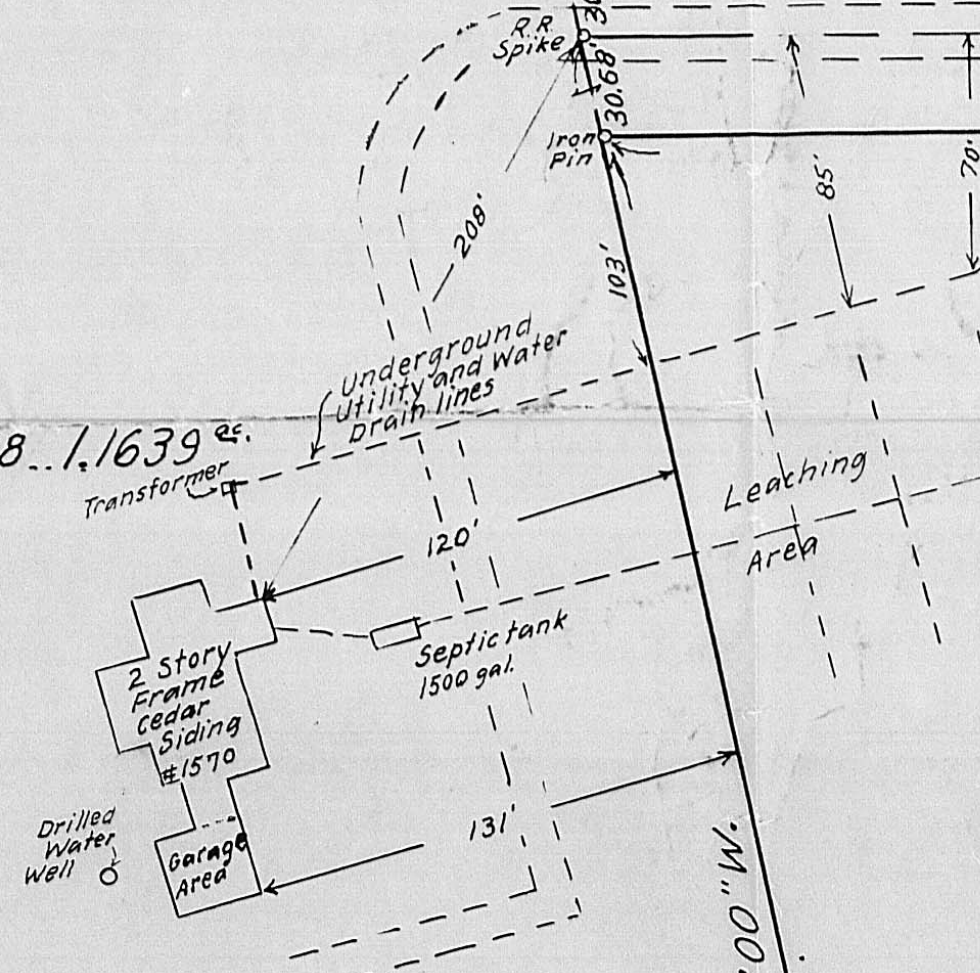 R.R.
Spike
30.68'
Iron
Pin
85'
70'
208'
103'
Underground
Utility and Water
Drain lines
8..1.1639 ac.
Transformer
Leaching
Area
120'
Septic tank
1500 gal.
2 Story
Frame
cedar
Siding
#1570
131'
Drilled
Water
Well
Garage
Area
00" W.